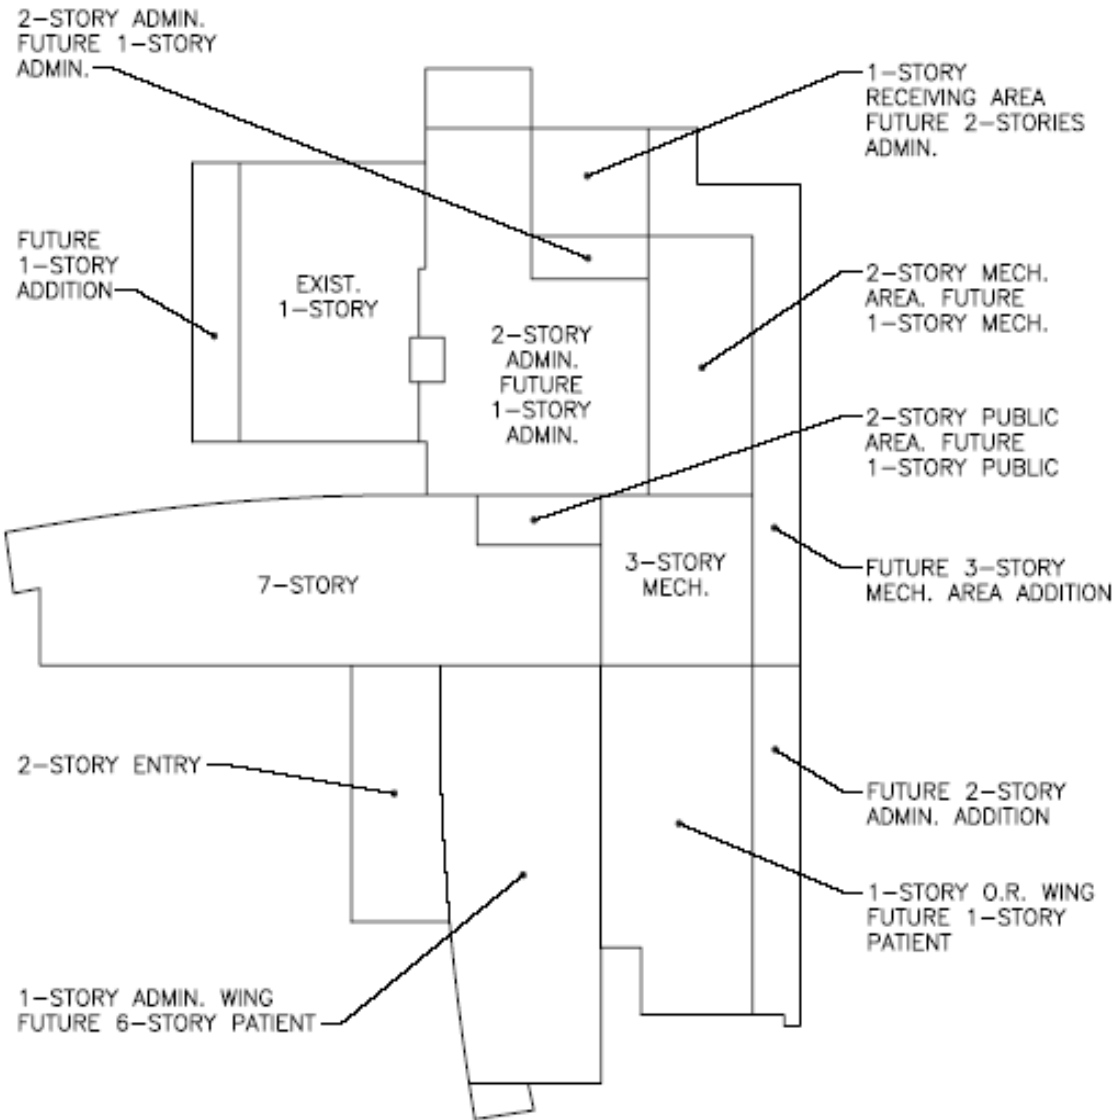 2-STORY ADMIN.
FUTURE 1-STORY
ADMIN.
1-STORY
RECEIVING AREA
FUTURE 2-STORIES
ADMIN.
FUTURE
1-STORY
ADDITION
EXIST.
1-STORY
2-STORY
ADMIN.
FUTURE
1-STORY
ADMIN.
2-STORY MECH.
AREA. FUTURE
1-STORY MECH.
2-STORY PUBLIC
AREA. FUTURE
1-STORY PUBLIC
7-STORY
3-STORY
MECH.
FUTURE 3-STORY
MECH. AREA ADDITION
2-STORY ENTRY
FUTURE 2-STORY
ADMIN. ADDITION
1-STORY O.R. WING
FUTURE 1-STORY
PATIENT
1-STORY ADMIN. WING
FUTURE 6-STORY PATIENT